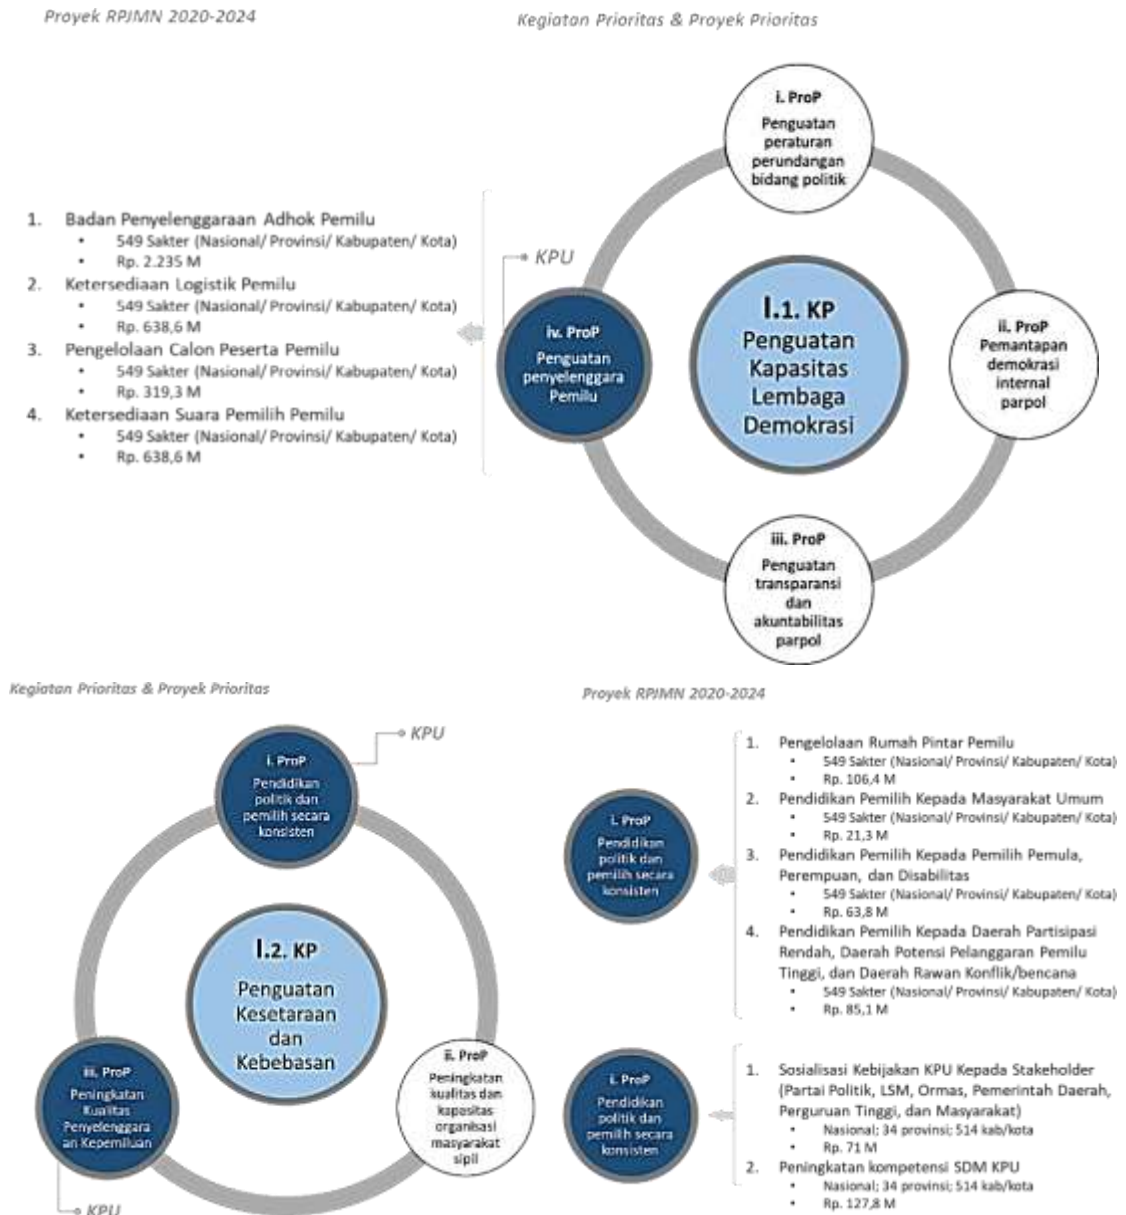 Proyek RPJMN 2020-2024
Kegiatan Prioritas & Proyek Prioritas
1. Badan Penyelenggaraan Adhok Pemilu
• 549 Sakter (Nasional/ Provinsi/ Kabupaten/ Kota)
• Rp. 2.235 M
2. Ketersediaan Logistik Pemilu
• 549 Sakter (Nasional/ Provinsi/ Kabupaten/ Kota)
• Rp. 638,6 M
3. Pengelolaan Calon Peserta Pemilu
• 549 Sakter (Nasional/ Provinsi/ Kabupaten/ Kota)
• Rp. 319,3 M
4. Ketersediaan Suara Pemilih Pemilu
• 549 Sakter (Nasional/ Provinsi/ Kabupaten/ Kota)
• Rp. 638,6 M
KPU
i. ProP
Penguatan
peraturan
perundangan
bidang politik
iv. ProP
Penguatan
penyelenggara
Pemilu
I.1. KP
Penguatan
Kapasitas
Lembaga
Demokrasi
ii. ProP
Pemantapan
demokrasi
internal
parpol
iii. ProP
Penguatan
transparansi
dan
akuntabilitas
parpol
Kegiatan Prioritas & Proyek Prioritas
KPU
i. ProP
Pendidikan
politik dan
pemilih secara
konsisten
I.2. KP
Penguatan
Kesetaraan
dan
Kebebasan
iii. ProP
Peningkatan
Kualitas
Penyelenggara
an Kepemiluan
ii. ProP
Peningkatan
kualitas dan
kapasitas
organisasi
masyarakat
sipil
KPU
Proyek RPJMN 2020-2024
i. ProP
Pendidikan
politik dan
pemilih secara
konsisten
1. Pengelolaan Rumah Pintar Pemilu
• 549 Sakter (Nasional/ Provinsi/ Kabupaten/ Kota)
• Rp. 106,4 M
2. Pendidikan Pemilih Kepada Masyarakat Umum
• 549 Sakter (Nasional/ Provinsi/ Kabupaten/ Kota)
• Rp. 21,3 M
3. Pendidikan Pemilih Kepada Pemilih Pemula,
Perempuan, dan Disabilitas
• 549 Sakter (Nasional/ Provinsi/ Kabupaten/ Kota)
• Rp. 63,8 M
4. Pendidikan Pemilih Kepada Daerah Partisipasi
Rendah, Daerah Potensi Pelanggaran Pemilu
Tinggi, dan Daerah Rawan Konflik/bencana
• 549 Sakter (Nasional/ Provinsi/ Kabupaten/ Kota)
• Rp. 85,1 M
i. ProP
Pendidikan
politik dan
pemilih secara
konsisten
1. Sosialisasi Kebijakan KPU Kepada Stakeholder
(Partai Politik, LSM, Ormas, Pemerintah Daerah,
Perguruan Tinggi, dan Masyarakat)
• Nasional; 34 provinsi; 514 kab/kota
• Rp. 71 M
2. Peningkatan kompetensi SDM KPU
• Nasional; 34 provinsi; 514 kab/kota
• Rp. 127,8 M